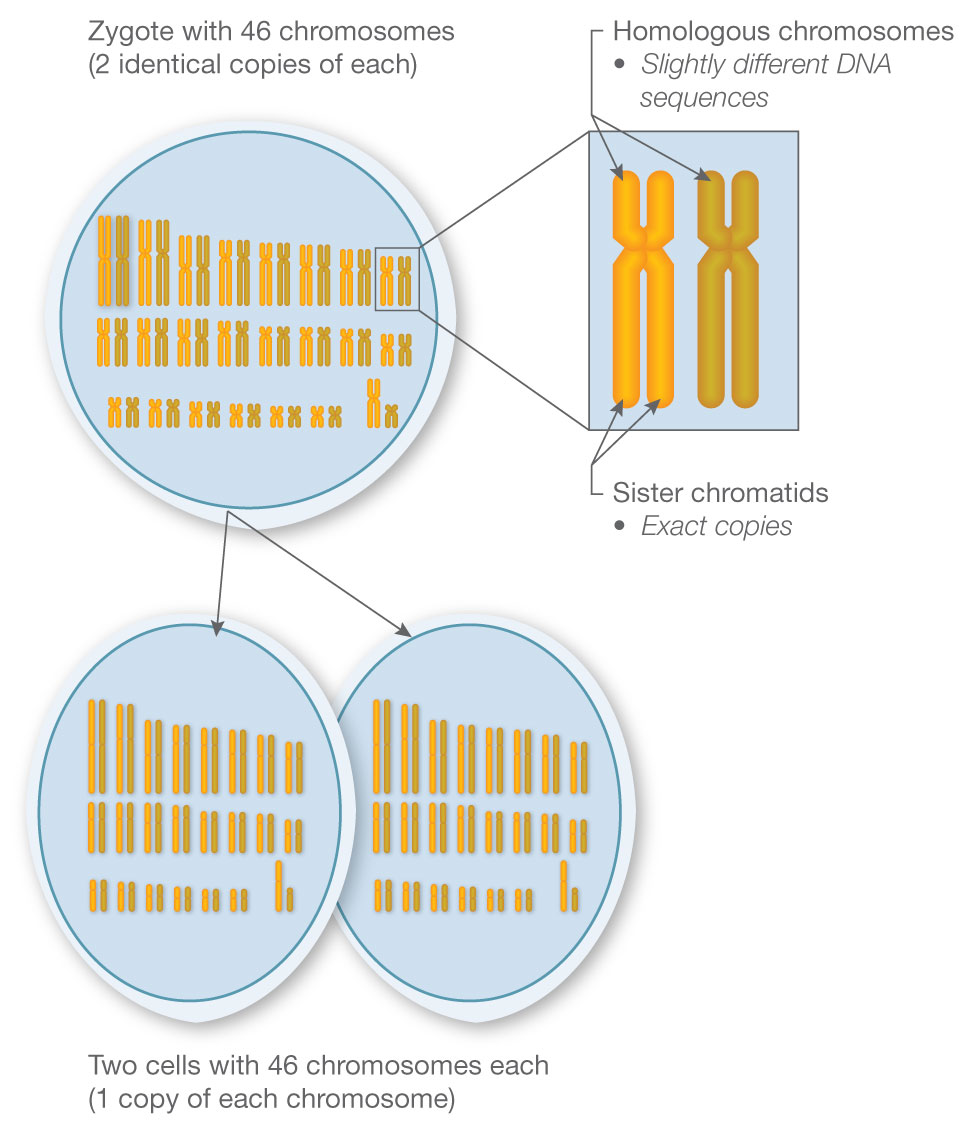 Zygote with 46 chromosomes
(2 identical copies of each)
Homologous chromosomes
• Slightly different DNA
sequences
Sister chromatids
• Exact copies
Two cells with 46 chromosomes each
(1 copy of each chromosome)